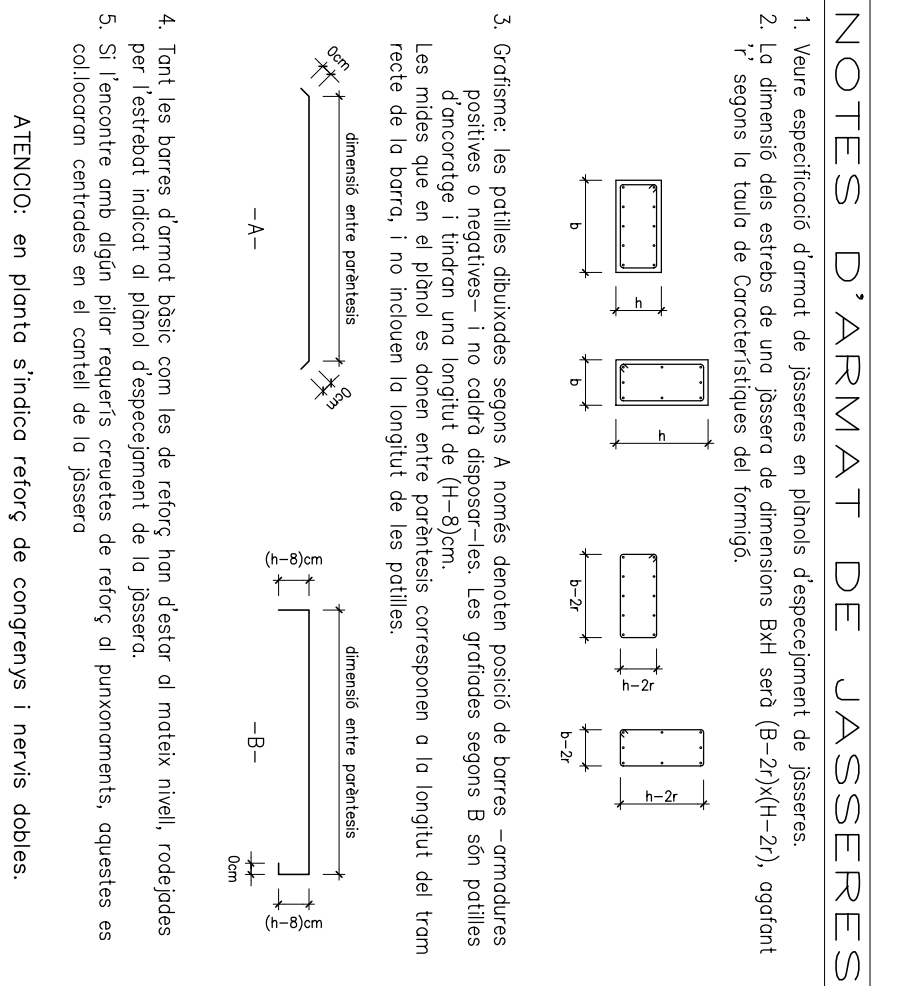 NOTES D'ARMAT DE JASSERES
1. Veure especificació d'armat de jàsseres en plànols d'especejament de jàsseres.
2. La dimensió dels estrebs de una jàssera de dimensions BxH serà (B-2r)x(H-2r), agafant
'r' segons la taula de Característiques del formigó.
b
h
b
h
b-2r
h-2r
b-2r
h-2r
3. Grafisme: les patilles dibuixades segons A només denoten posició de barres -armadures
positives o negatives- i no caldrà disposar-les. Les grafiades segons B són patilles
d'ancoratge i tindran una longitut de (H-8)cm.
Les mides que en el plànol es donen entre parèntesis corresponen a la longitut del tram
recte de la barra, i no inclouen la longitut de les patilles.
0cm
dimensió entre parèntesis
0cm
-A-
(h-8)cm
dimensió entre parèntesis
(h-8)cm
0cm
-B-
4. Tant les barres d'armat bàsic com les de reforç han d'estar al mateix nivell, rodejades
per l'estrebat indicat al plànol d'especejament de la jàssera.
5. Si l'encontre amb algún pilar requerís creuetes de reforç al punxonaments, aquestes es
col.locaran centrades en el cantell de la jàssera
ATENCIO: en planta s'indica reforç de congrenys i nervis dobles.